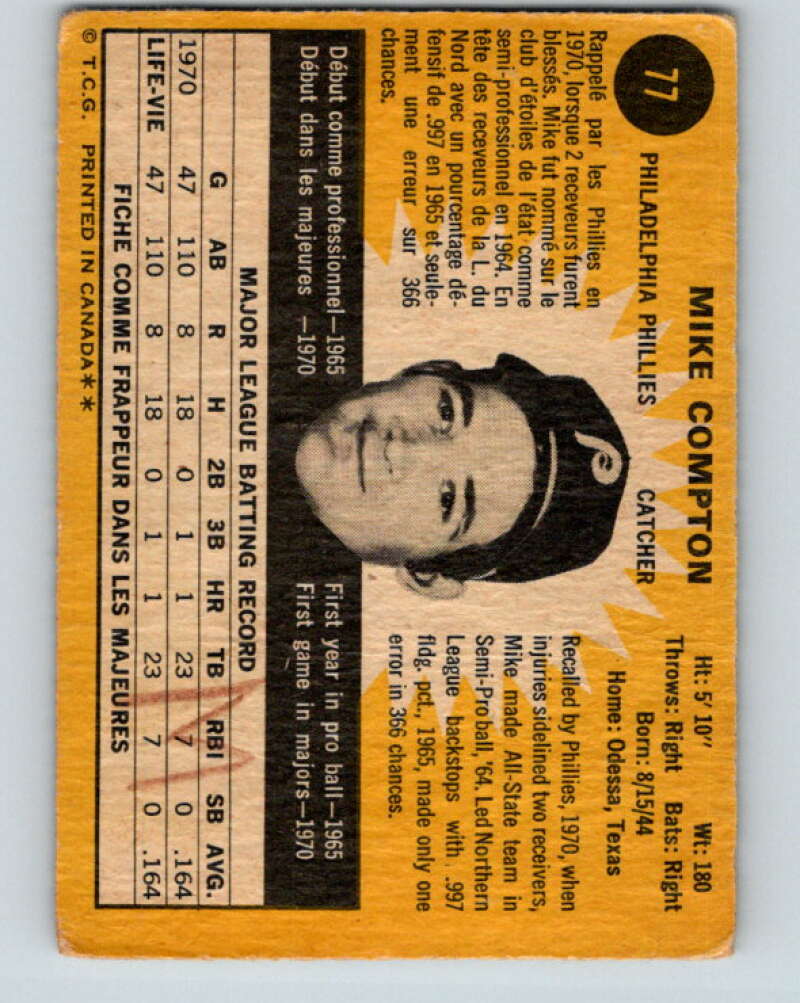 77
MIKE COMPTON
PHILADELPHIA PHILLIES CATCHER
Ht: 5' 10" Wt: 180
Throws: Right Bats: Right
Born: 8/15/44
Home: Odessa, Texas
Rappelé par les Phillies en
1970, lorsque 2 receveurs furent
blessés. Mike fut nommé sur le
club d'étoiles de l'état comme
semi-professionnel en 1964. En
tête des receveurs de la L. du
Nord avec un pourcentage dé-
fensif de .997 en 1965 et seule-
ment une erreur sur 366
chances.
P
Recalled by Phillies, 1970, when
injuries sidelined two receivers,
Mike made All-State team in
Semi-Pro ball, '64. Led Northern
League backstops with .997
fldg. pct., 1965, made only one
error in 366 chances.
Début comme professionnel—1965
Début dans les majeures —1970
First year in pro ball—1965
First game in majors—1970
MAJOR LEAGUE BATTING RECORD
G AB R H 2B 3B HR TB RBI SB AVG.
1970 47 110 8 18 0 1 1 23 7 0 .164
LIFE-VIE 47 110 8 18 0 1 1 23 7 0 .164
FICHE COMME FRAPPEUR DANS LES MAJEURES
© T.C.G. PRINTED IN CANADA**